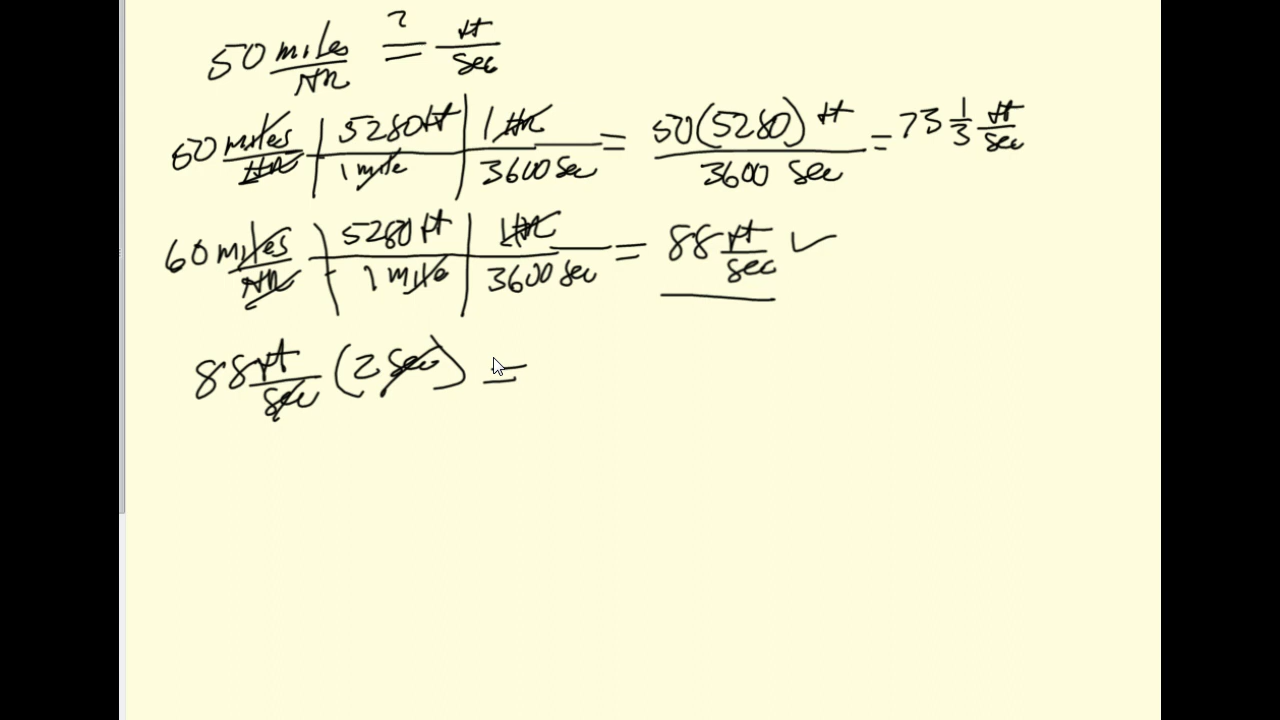 50 miles/HR ?= ft/sec
50 miles/HR | 5280 ft/1 mile | 1 HR/3600 sec = 50(5280) ft/3600 sec = 73 1/3 ft/sec
60 miles/HR | 5280 ft/1 mile | 1 HR/3600 sec = 88 ft/sec ✓
88 ft/sec (2 sec) =